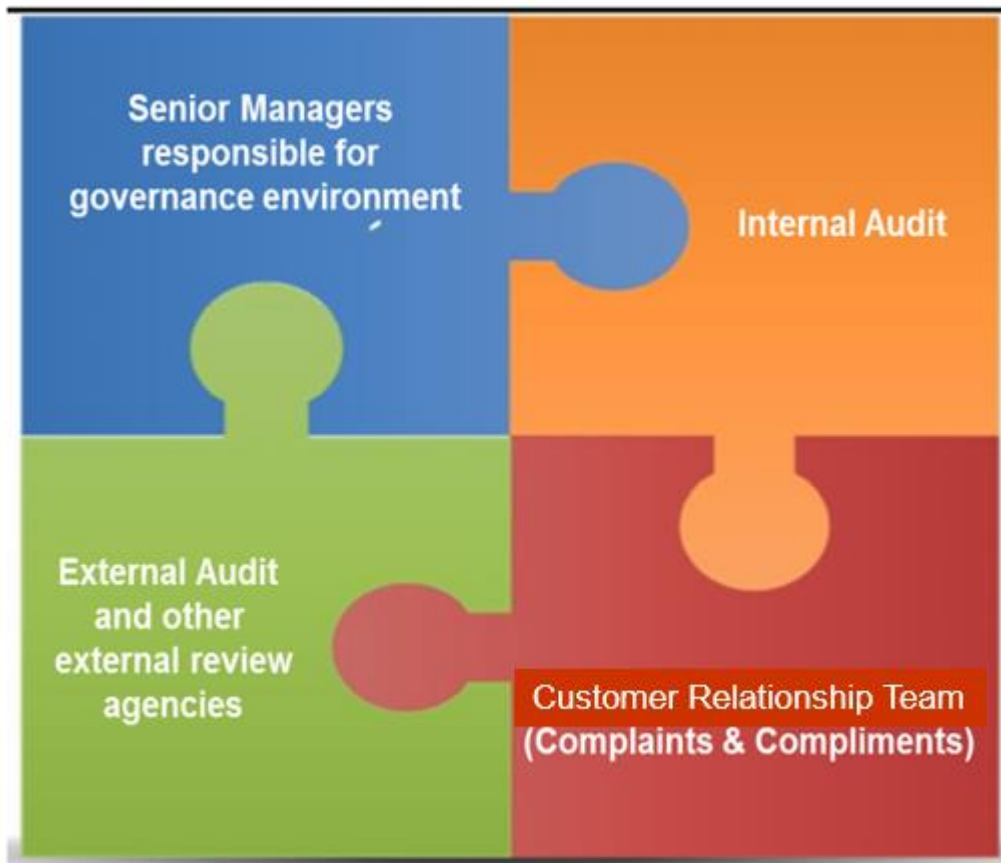 Senior Managers
responsible for
governance environment
Internal Audit
External Audit
and other
external review
agencies
Customer Relationship Team
(Complaints & Compliments)